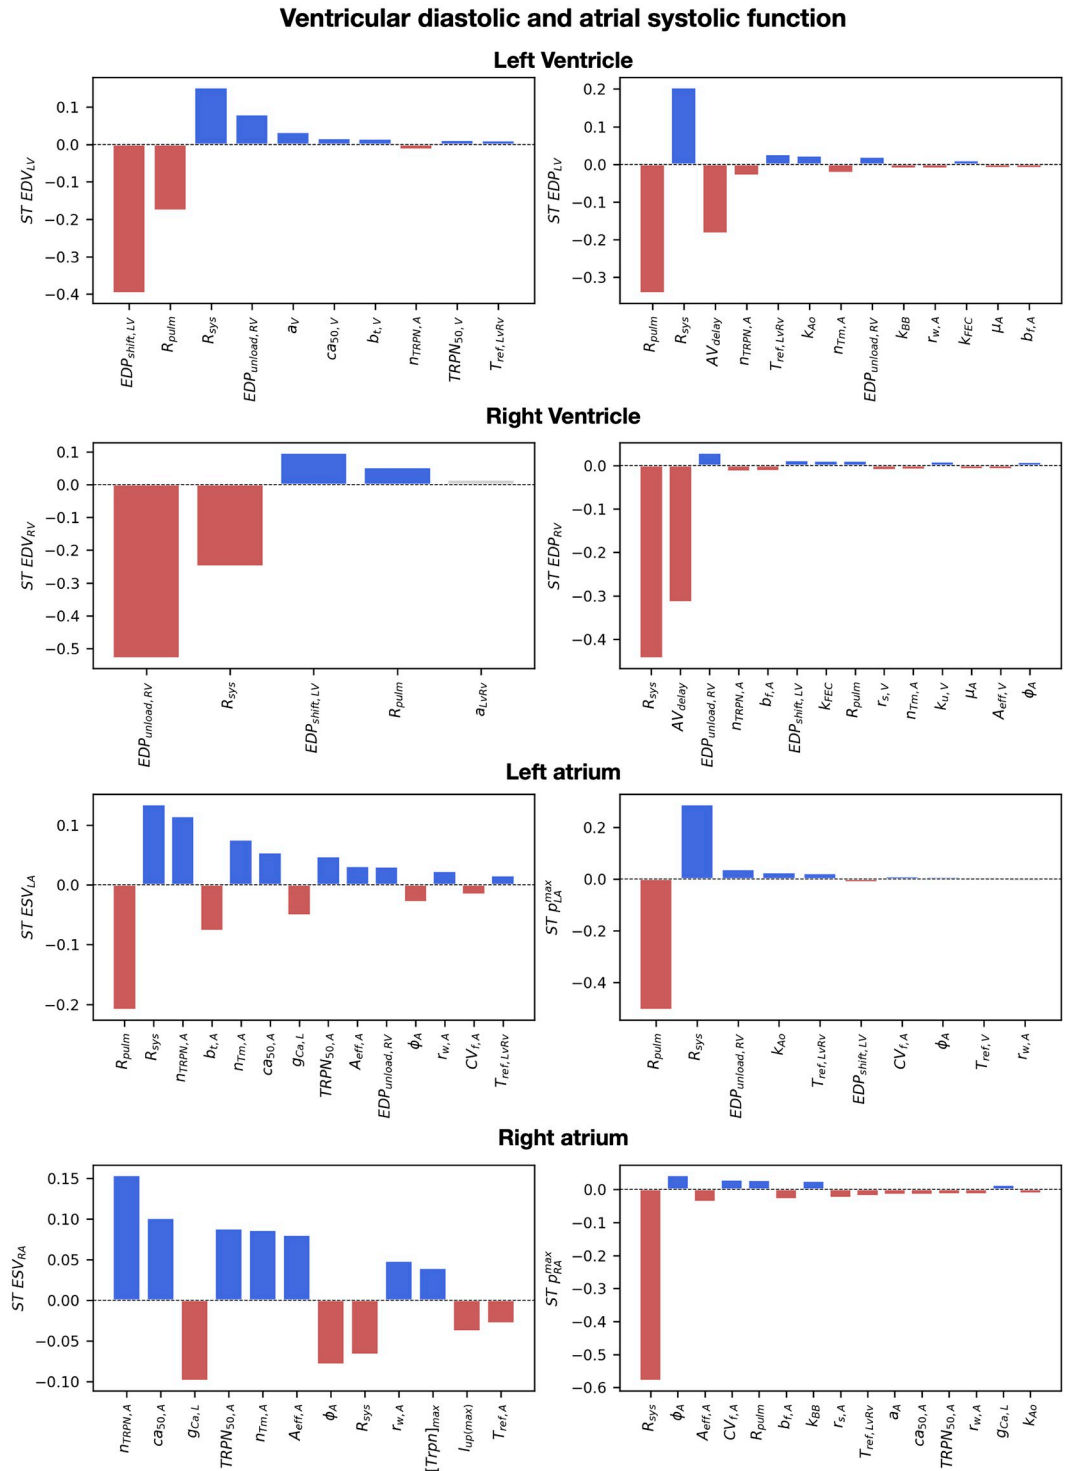 Ventricular diastolic and atrial systolic function
Left Ventricle
ST EDV_LV
0.1
0.0
−0.1
−0.2
−0.3
−0.4
EDP_shift,LV
R_pulm
R_sys
EDP_unload,RV
a_V
ca_50,V
b_t,V
n_TRPN,A
TRPN_50,V
T_ref,LvRv
ST EDP_LV
0.2
0.1
0.0
−0.1
−0.2
−0.3
R_pulm
R_sys
AV_delay
n_TRPN,A
T_ref,LvRv
k_Ao
n_Tm,A
EDP_unload,RV
k_BB
r_w,A
k_FEC
μ_A
b_f,A
Right Ventricle
ST EDV_RV
0.1
0.0
−0.1
−0.2
−0.3
−0.4
−0.5
EDP_unload,RV
R_sys
EDP_shift,LV
R_pulm
a_LvRv
ST EDP_RV
0.0
−0.1
−0.2
−0.3
−0.4
R_sys
AV_delay
EDP_unload,RV
n_TRPN,A
b_f,A
EDP_shift,LV
k_FEC
R_pulm
r_s,V
n_Tm,A
k_u,V
μ_A
A_eff,V
ϕ_A
Left atrium
ST ESV_LA
0.1
0.0
−0.1
−0.2
R_pulm
R_sys
n_TRPN,A
b_t,A
n_Tm,A
ca_50,A
g_Ca,L
TRPN_50,A
A_eff,A
EDP_unload,RV
ϕ_A
r_w,A
CV_f,A
T_ref,LvRv
ST p_LA^max
0.2
0.0
−0.2
−0.4
R_pulm
R_sys
EDP_unload,RV
k_Ao
T_ref,LvRv
EDP_shift,LV
CV_f,A
ϕ_A
T_ref,V
r_w,A
Right atrium
ST ESV_RA
0.15
0.10
0.05
0.00
−0.05
−0.10
n_TRPN,A
ca_50,A
g_Ca,L
TRPN_50,A
n_Tm,A
A_eff,A
ϕ_A
R_sys
r_w,A
[Trpn]_max
I_up(max)
T_ref,A
ST p_RA^max
0.0
−0.1
−0.2
−0.3
−0.4
−0.5
−0.6
R_sys
ϕ_A
A_eff,A
CV_f,A
R_pulm
b_f,A
k_BB
r_s,A
T_ref,LvRv
a_A
ca_50,A
TRPN_50,A
r_w,A
g_Ca,L
k_Ao